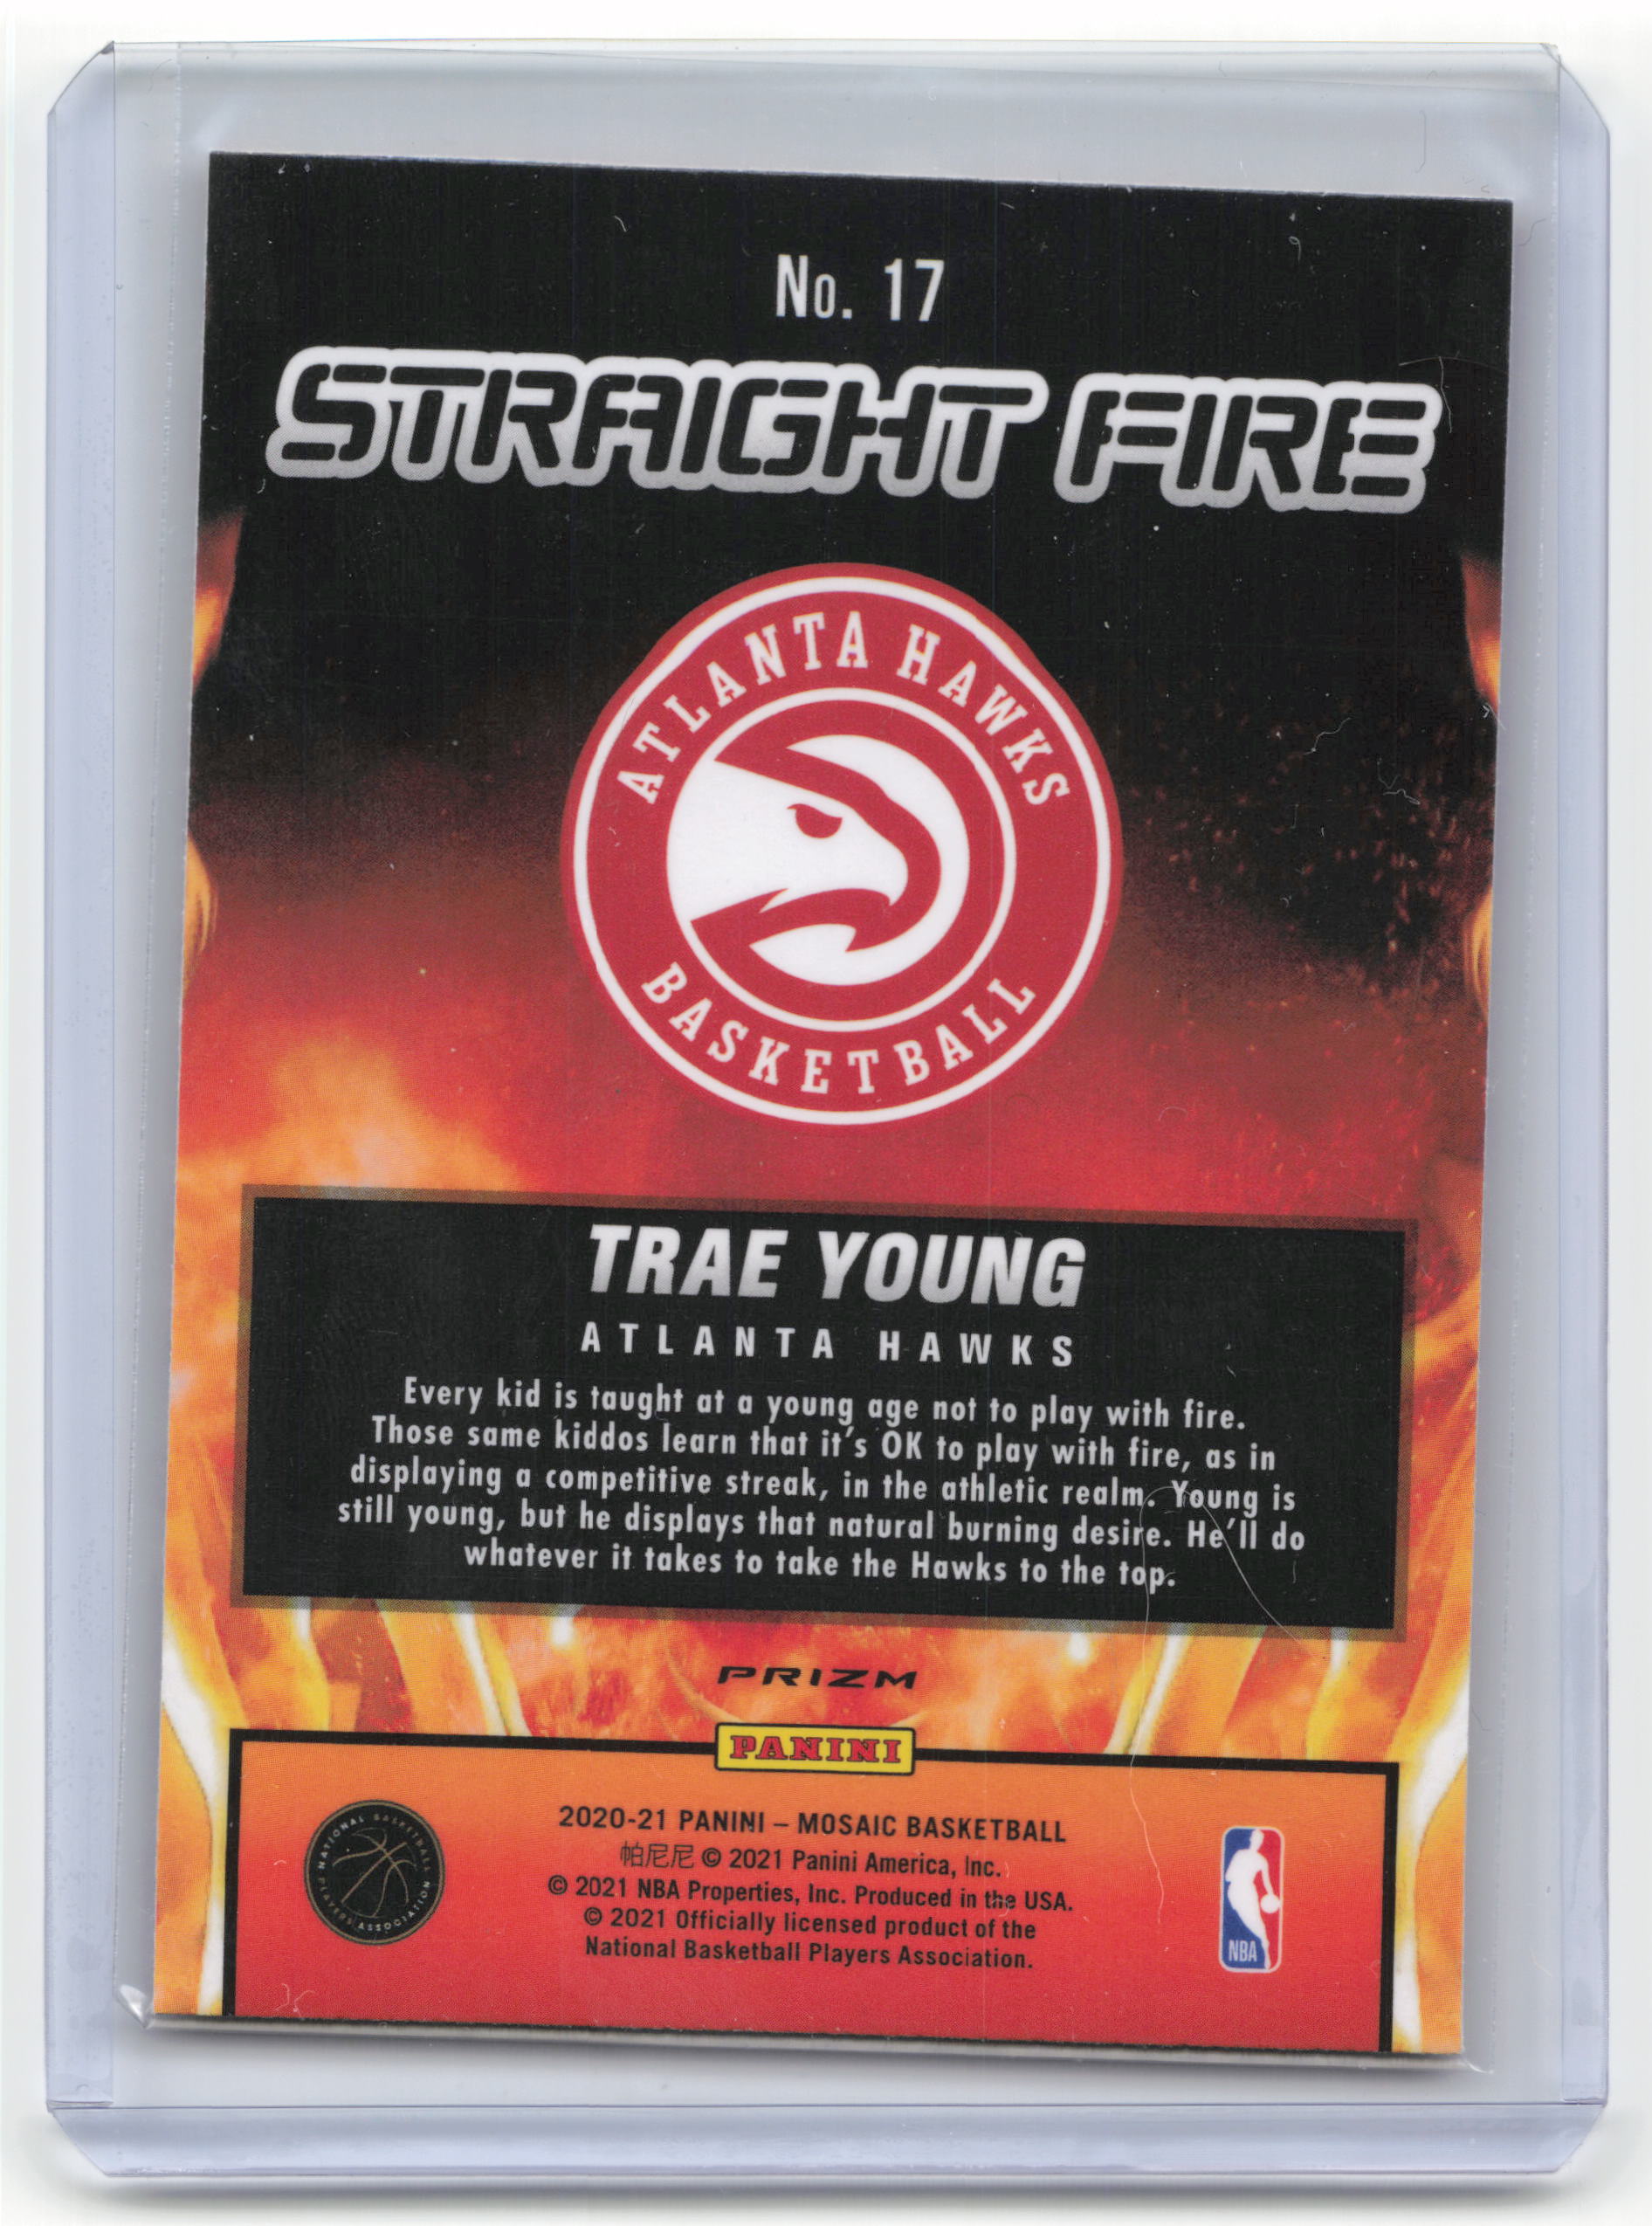 No. 17
STRAIGHT FIRE
ATLANTA HAWKS
BASKETBALL
TRAE YOUNG
ATLANTA HAWKS
Every kid is taught at a young age not to play with fire.
Those same kiddos learn that it's OK to play with fire, as in
displaying a competitive streak, in the athletic realm. Young is
still young, but he displays that natural burning desire. He'll do
whatever it takes to take the Hawks to the top.
PRIZM
PANINI
2020-21 PANINI – MOSAIC BASKETBALL
帕尼尼 © 2021 Panini America, Inc.
© 2021 NBA Properties, Inc. Produced in the USA.
© 2021 Officially licensed product of the
National Basketball Players Association.
NATIONAL BASKETBALL
PLAYERS ASSOCIATION
NBA